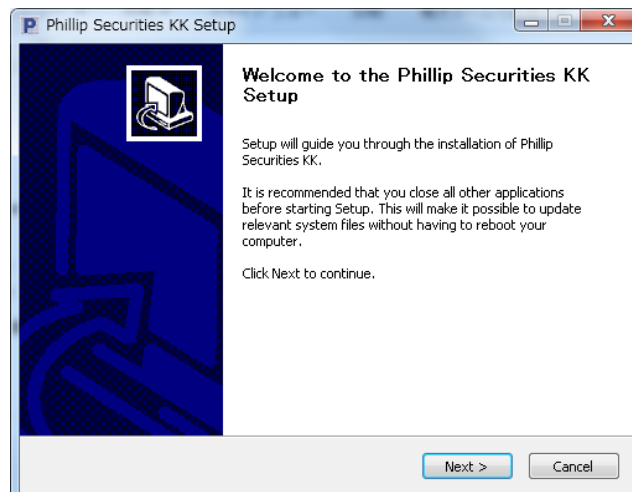 Phillip Securities KK Setup
Welcome to the Phillip Securities KK
Setup
Setup will guide you through the installation of Phillip
Securities KK.
It is recommended that you close all other applications
before starting Setup. This will make it possible to update
relevant system files without having to reboot your
computer.
Click Next to continue.
Next >
Cancel